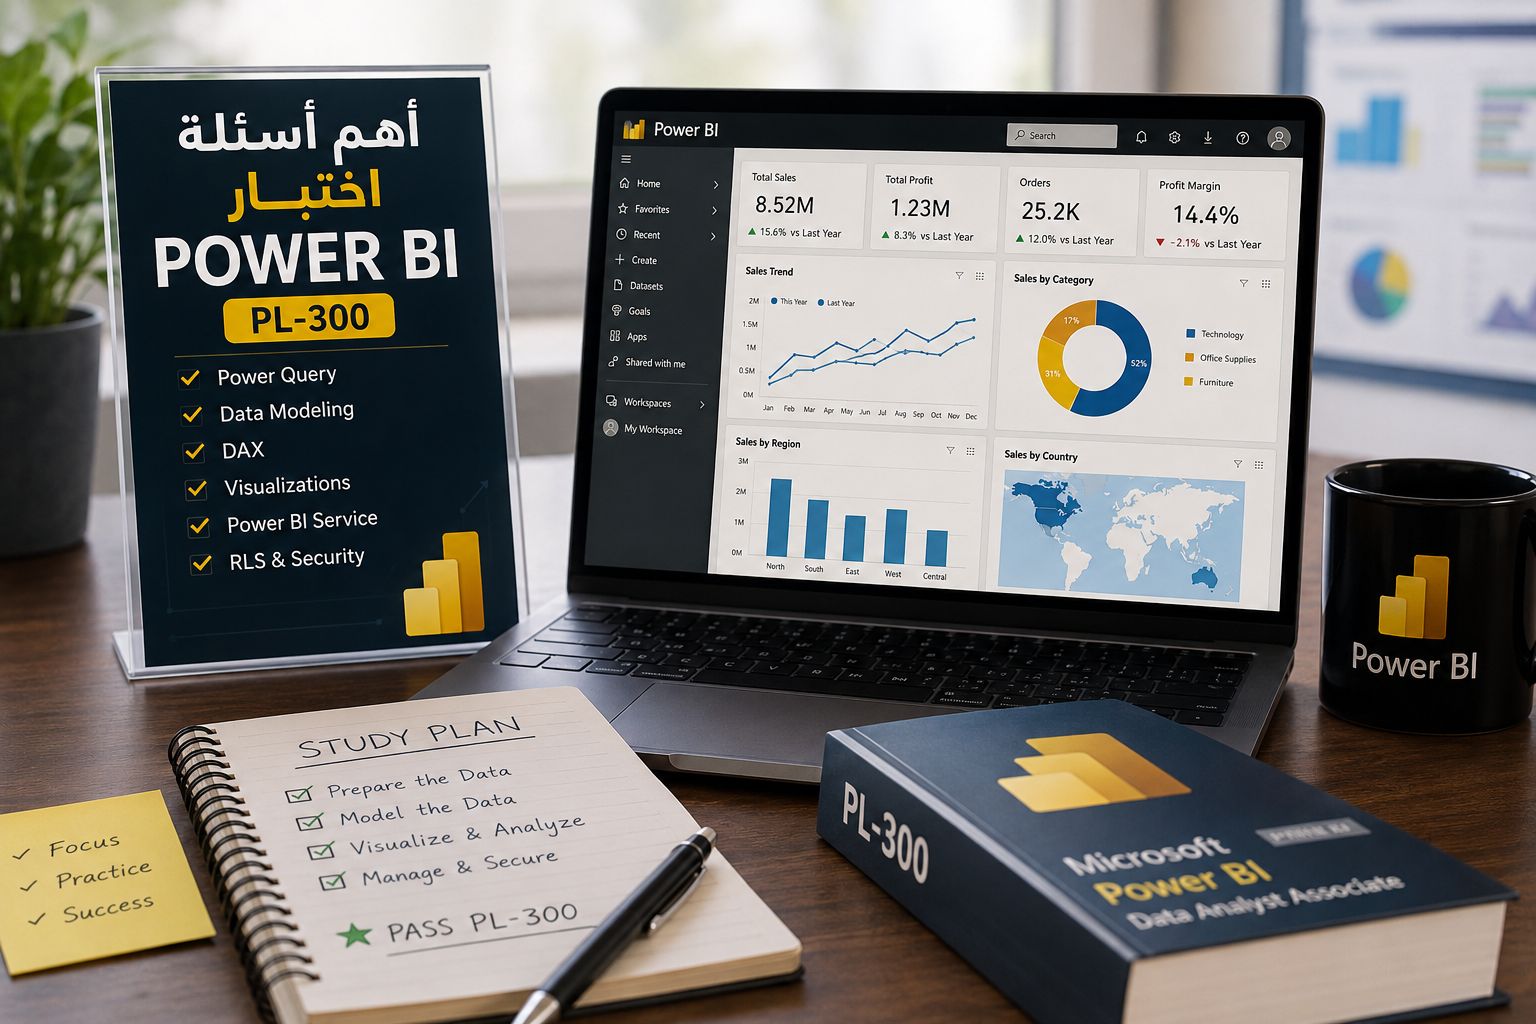 أهم أسئلة
اختبار
POWER BI
PL-300
Power Query
Data Modeling
DAX
Visualizations
Power BI Service
RLS & Security
Power BI
Search
Home
Favorites
Recent
Create
Datasets
Goals
Apps
Shared with me
Workspaces
My Workspace
Total Sales
8.52M
▲ 15.6% vs Last Year
Total Profit
1.23M
▲ 8.3% vs Last Year
Orders
25.2K
▲ 12.0% vs Last Year
Profit Margin
14.4%
▼ -2.1% vs Last Year
Sales Trend
This Year Last Year
2M
1.5M
1M
0.5M
0M
Jan Feb Mar Apr May Jun Jul Aug Sep Oct Nov Dec
Sales by Category
17%
31%
52%
Technology
Office Supplies
Furniture
Sales by Region
3M
2M
1M
0M
North South East West Central
Sales by Country
Power BI
STUDY PLAN
Prepare the Data
Model the Data
Visualize & Analyze
Manage & Secure
PASS PL-300
Focus
Practice
Success
PL-300
Microsoft
Power BI
Data Analyst Associate